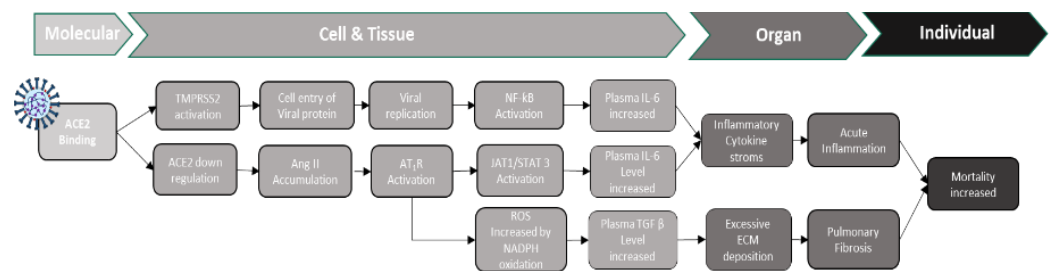 Molecular
Cell & Tissue
Organ
Individual
ACE2
Binding
TMPRSS2
activation
Cell entry of
Viral protein
Viral
replication
NF-kB
Activation
Plasma IL-6
increased
ACE2 down
regulation
Ang II
Accumulation
AT₁R
Activation
JAT1/STAT 3
Activation
Plasma IL-6
Level
increased
Inflammatory
Cytokine
stroms
Acute
Inflammation
ROS
Increased by
NADPH
oxidation
Plasma TGF β
Level
increased
Excessive
ECM
deposition
Pulmonary
Fibrosis
Mortality
increased